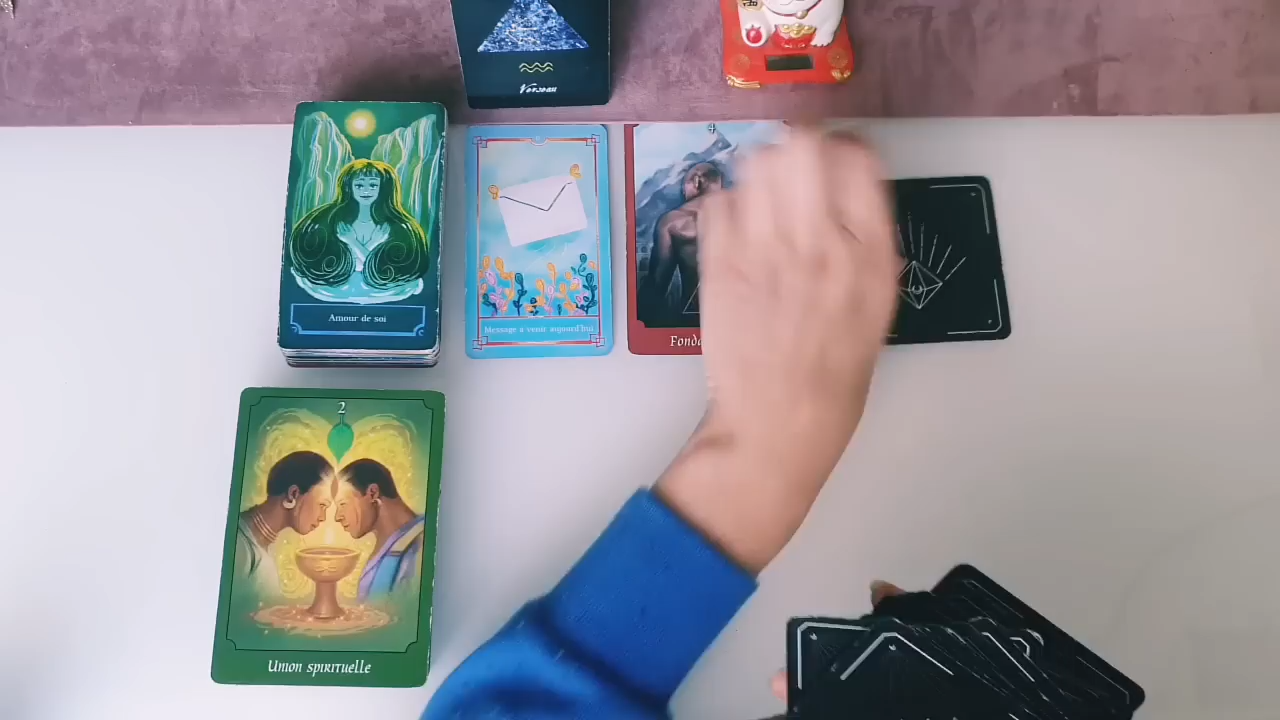 Verseau
Amour de soi
Message à venir aujourd'hui
Fonda
2
Union spirituelle